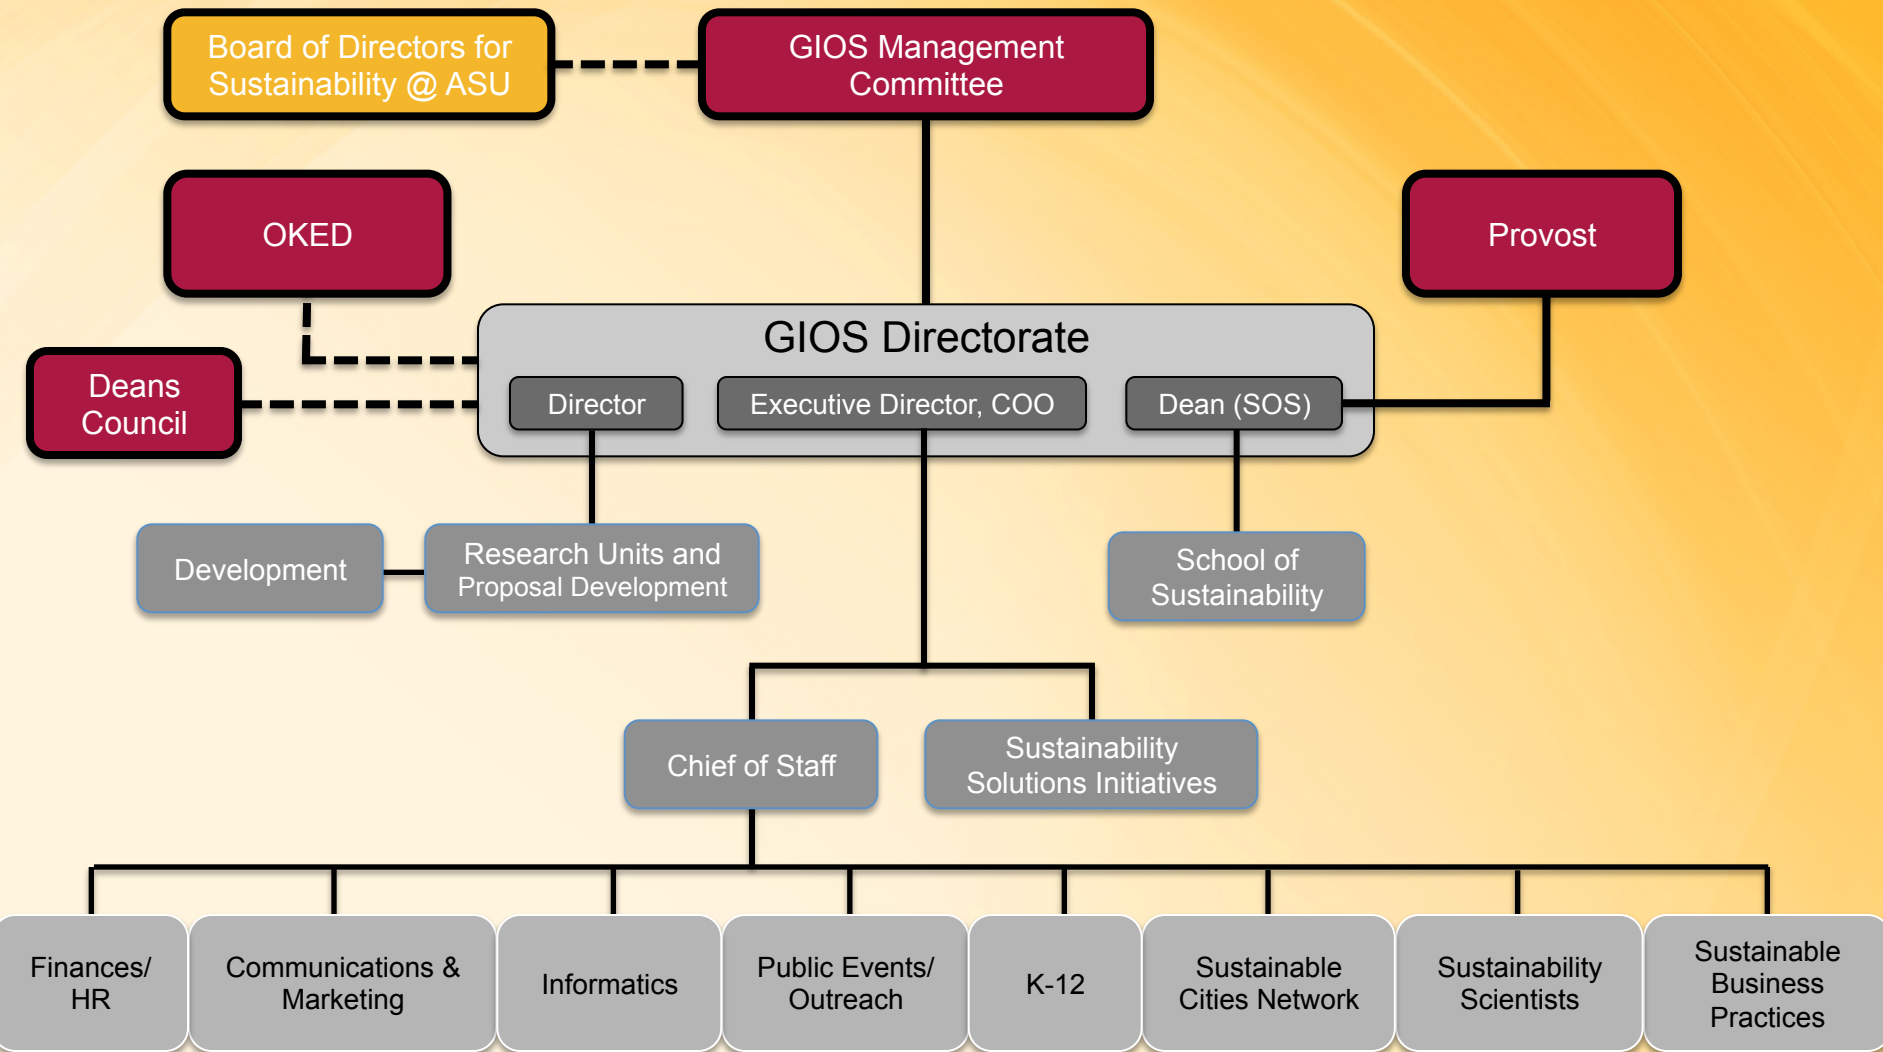 Board of Directors for
Sustainability @ ASU
GIOS Management
Committee
OKED
Provost
GIOS Directorate
Deans
Council
Director
Executive Director, COO
Dean (SOS)
Development
Research Units and
Proposal Development
School of
Sustainability
Chief of Staff
Sustainability
Solutions Initiatives
Finances/
HR
Communications &
Marketing
Informatics
Public Events/
Outreach
K-12
Sustainable
Cities Network
Sustainability
Scientists
Sustainable
Business
Practices